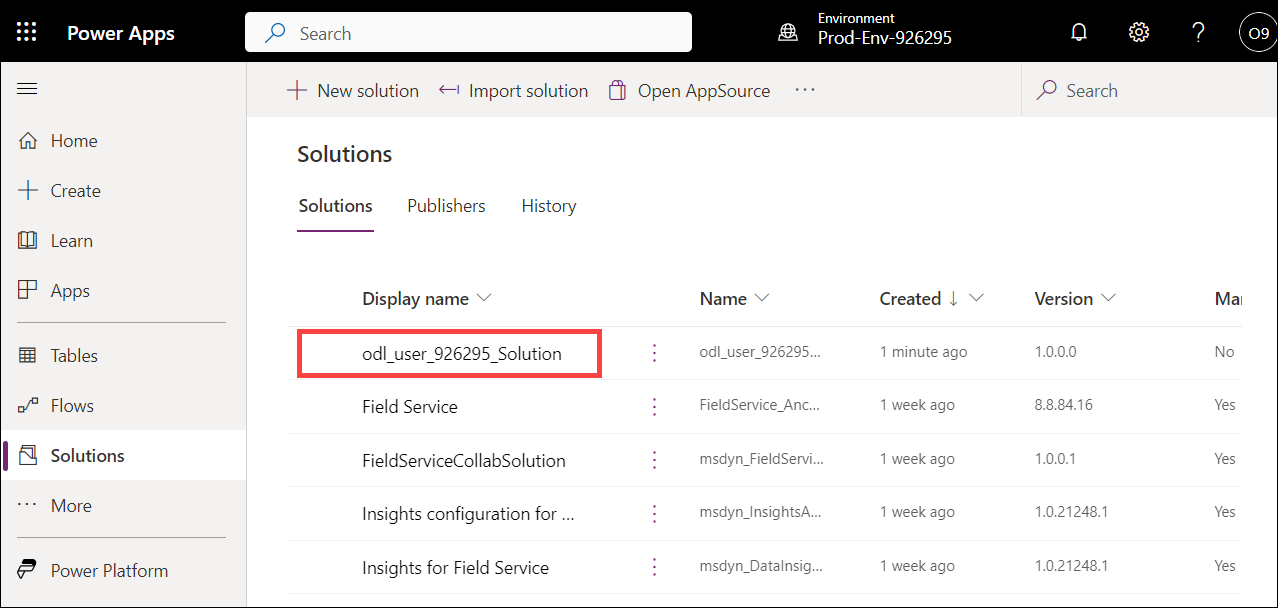 Power Apps
Search
Environment
Prod-Env-926295
?
O9
New solution
Import solution
Open AppSource
...
Search
Home
Create
Learn
Apps
Tables
Flows
Solutions
... More
Power Platform
Solutions
Solutions Publishers History
Display name Name Created ↓ Version Mar
odl_user_926295_Solution odl_user_926295... 1 minute ago 1.0.0.0 No
Field Service FieldService_Anc... 1 week ago 8.8.84.16 Yes
FieldServiceCollabSolution msdyn_FieldServi... 1 week ago 1.0.0.1 Yes
Insights configuration for ... msdyn_InsightsA... 1 week ago 1.0.21248.1 Yes
Insights for Field Service msdyn_DataInsig... 1 week ago 1.0.21248.1 Yes